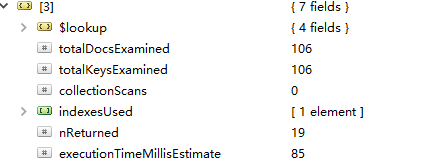 [3] { 7 fields }
$lookup { 4 fields }
totalDocsExamined 106
totalKeysExamined 106
collectionScans 0
indexesUsed [ 1 element ]
nReturned 19
executionTimeMillisEstimate 85